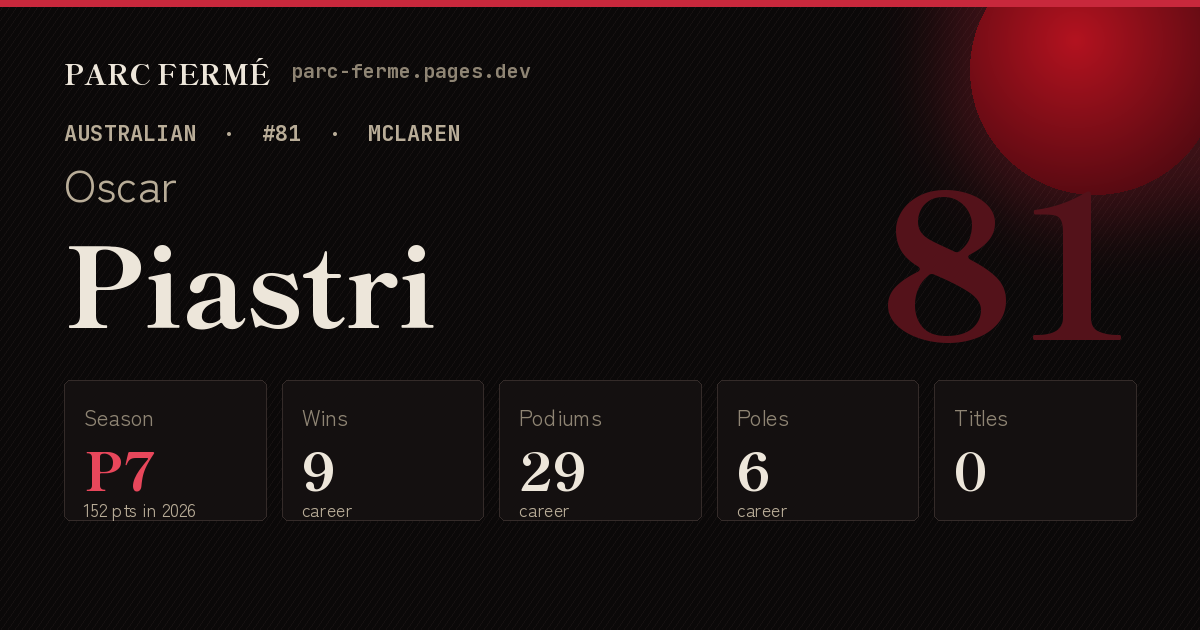 PARC FERMÉ parc-ferme.pages.dev
AUSTRALIAN · #81 · MCLAREN
Oscar
Piastri
81
Season
P7
152 pts in 2026
Wins
9
career
Podiums
29
career
Poles
6
career
Titles
0